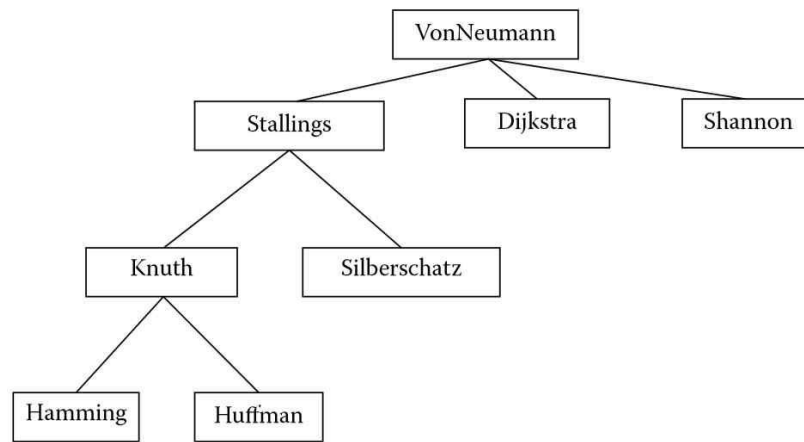 VonNeumann
Stallings
Dijkstra
Shannon
Knuth
Silberschatz
Hamming
Huffman